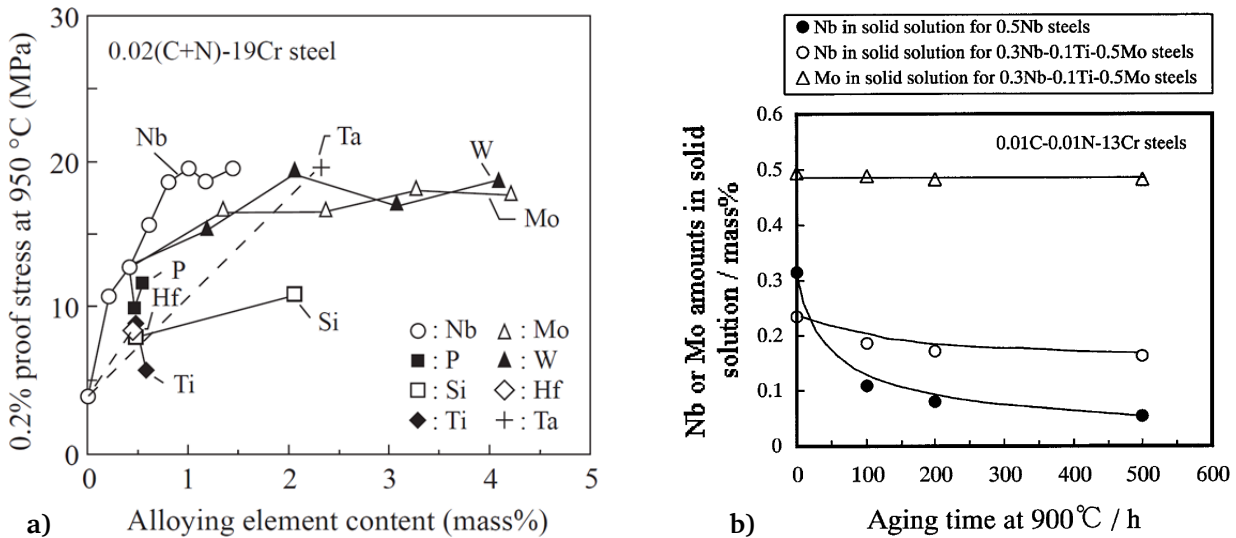 30
0.02(C+N)-19Cr steel
Nb
Ta
20
W
Mo
P
Hf
10
Si
Ti
○ : Nb △ : Mo
■ : P ▲ : W
□ : Si ◇ : Hf
◆ : Ti + : Ta
0
0 1 2 3 4 5
0.2% proof stress at 950 °C (MPa)
a) Alloying element content (mass%)
● Nb in solid solution for 0.5Nb steels
○ Nb in solid solution for 0.3Nb-0.1Ti-0.5Mo steels
△ Mo in solid solution for 0.3Nb-0.1Ti-0.5Mo steels
0.6
0.01C-0.01N-13Cr steels
0.5
0.4
0.3
0.2
0.1
0
0 100 200 300 400 500 600
Nb or Mo amounts in solid
solution / mass%
b) Aging time at 900℃ / h